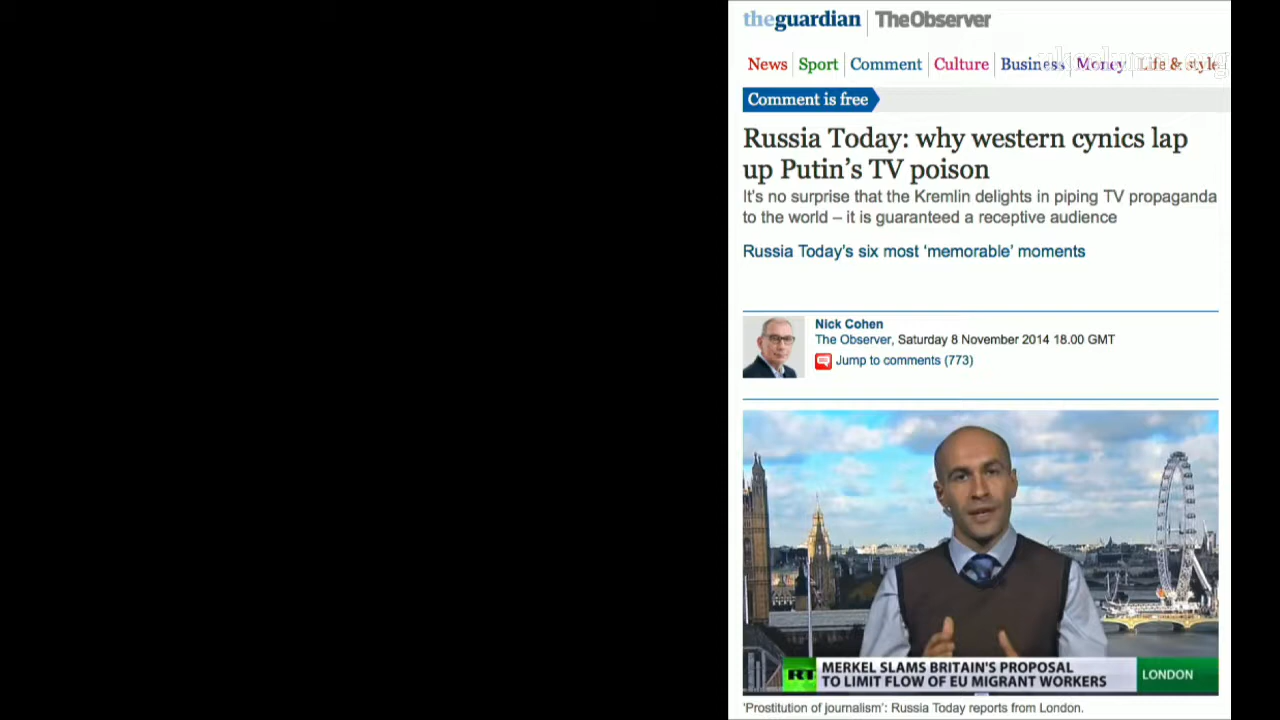 theguardian TheObserver
ukcolumn.org
News Sport Comment Culture Business Money Life & style
Comment is free
Russia Today: why western cynics lap
up Putin’s TV poison
It’s no surprise that the Kremlin delights in piping TV propaganda
to the world – it is guaranteed a receptive audience
Russia Today’s six most ‘memorable’ moments
Nick Cohen
The Observer, Saturday 8 November 2014 18.00 GMT
Jump to comments (773)
RT
MERKEL SLAMS BRITAIN'S PROPOSAL
TO LIMIT FLOW OF EU MIGRANT WORKERS
LONDON
‘Prostitution of journalism’: Russia Today reports from London.